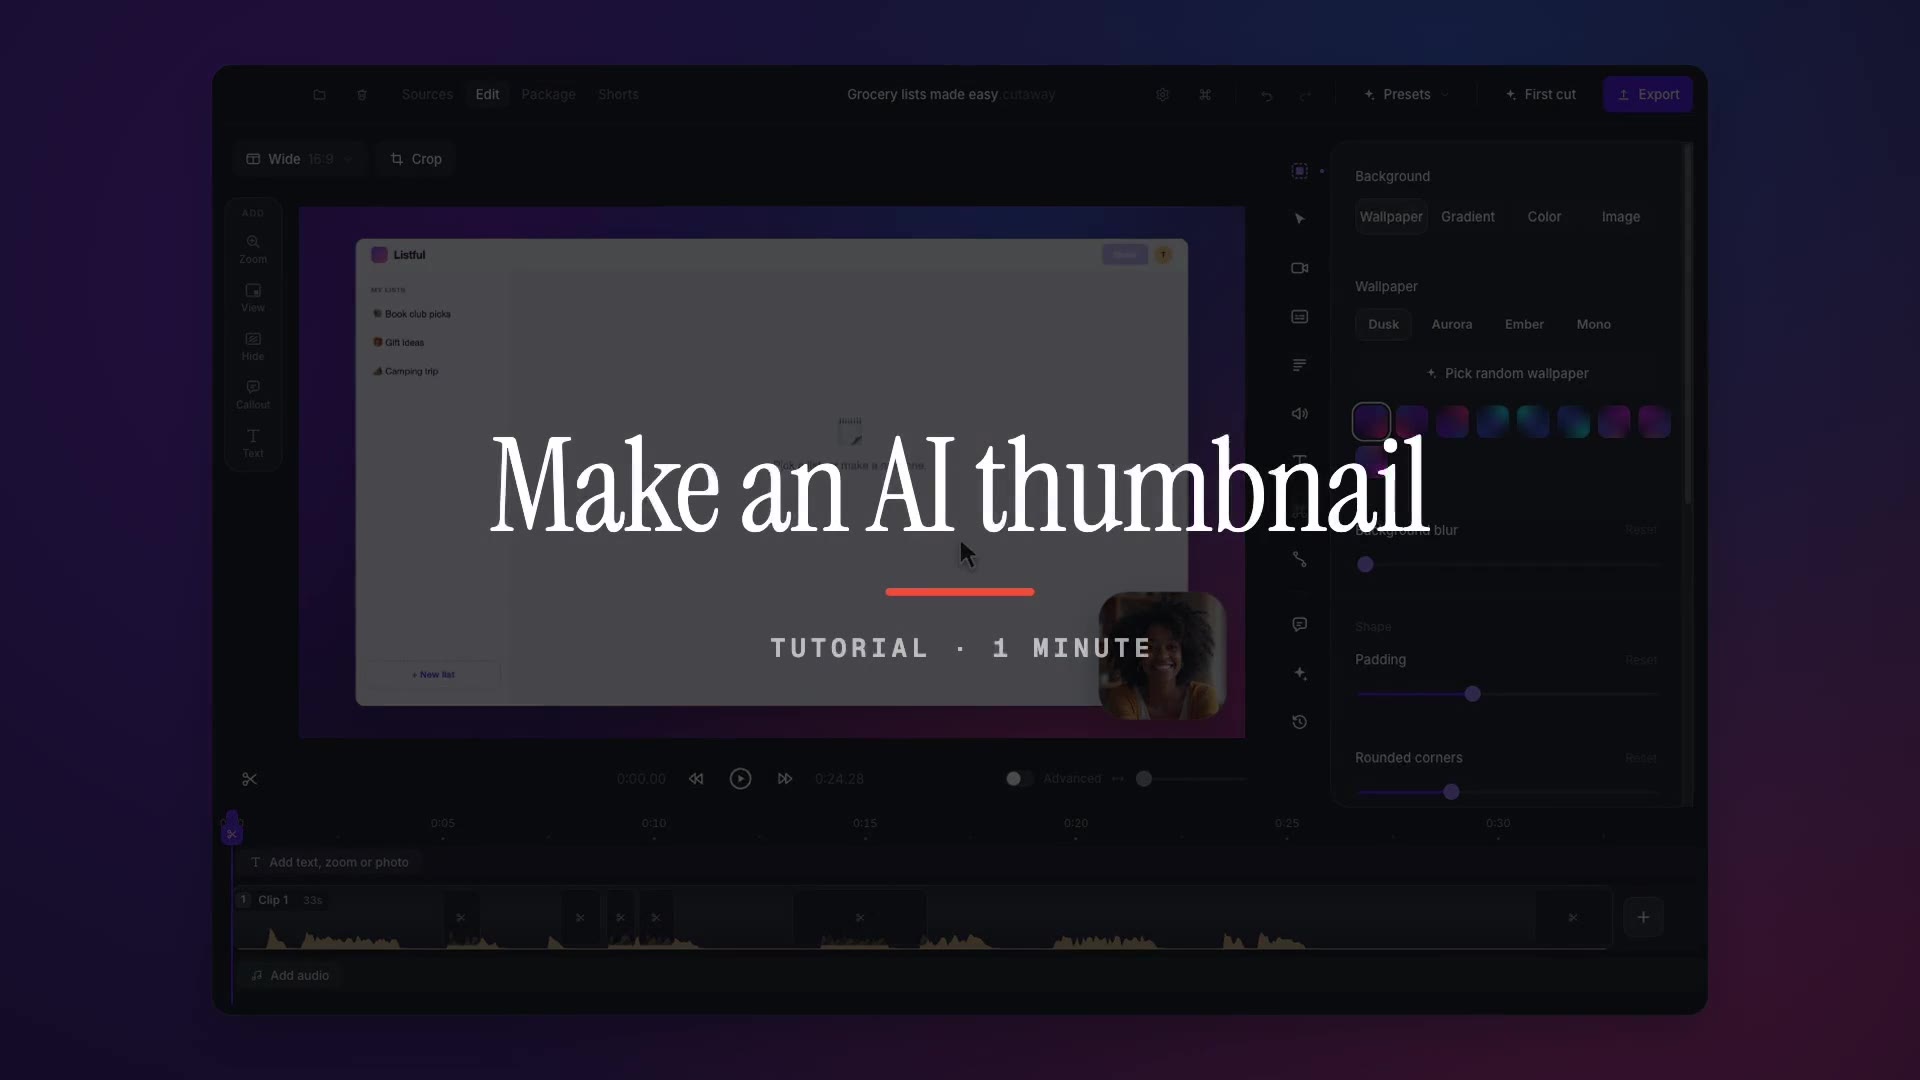 Sources Edit Package Shorts
Grocery lists made easy.cutaway
Presets
First cut
Export
Wide 16:9
Crop
ADD
Zoom
View
Hide
Callout
Text
Listful
MY LISTS
Book club picks
Gift ideas
Camping trip
+ New list
Make an AI thumbnail
TUTORIAL · 1 MINUTE
Background
Wallpaper Gradient Color Image
Wallpaper
Dusk Aurora Ember Mono
Pick random wallpaper
Background blur Reset
Shape
Padding Reset
Rounded corners Reset
0:00.00
0:24.28
Advanced
0:05 0:10 0:15 0:20 0:25 0:30
Add text, zoom or photo
1 Clip 1 33s
Add audio